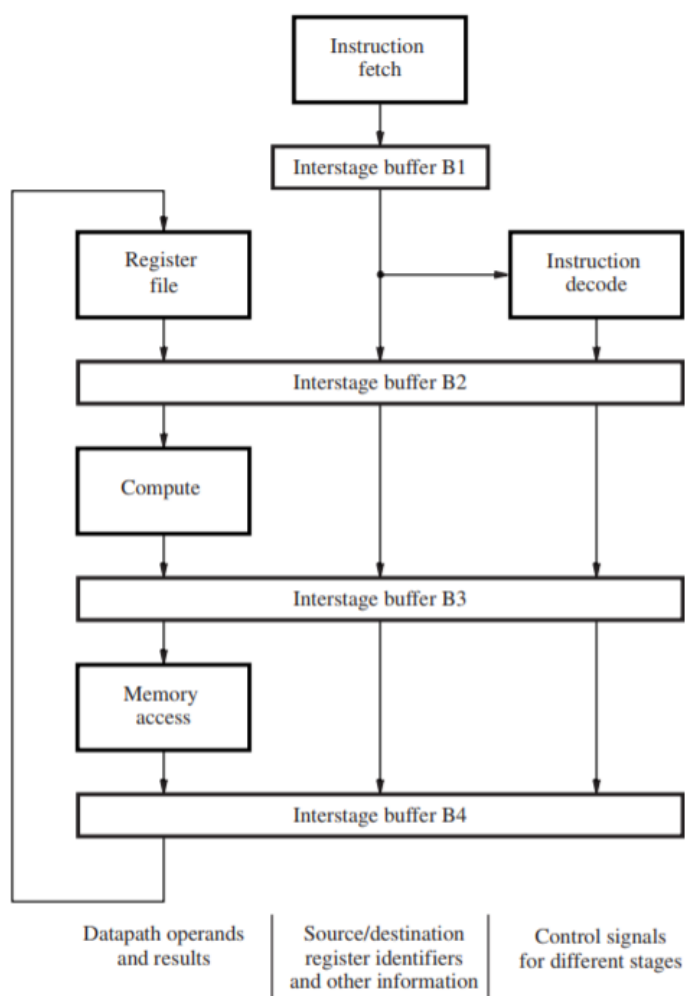 Instruction
fetch
Interstage buffer B1
Register
file
Instruction
decode
Interstage buffer B2
Compute
Interstage buffer B3
Memory
access
Interstage buffer B4
Datapath operands
and results
Source/destination
register identifiers
and other information
Control signals
for different stages